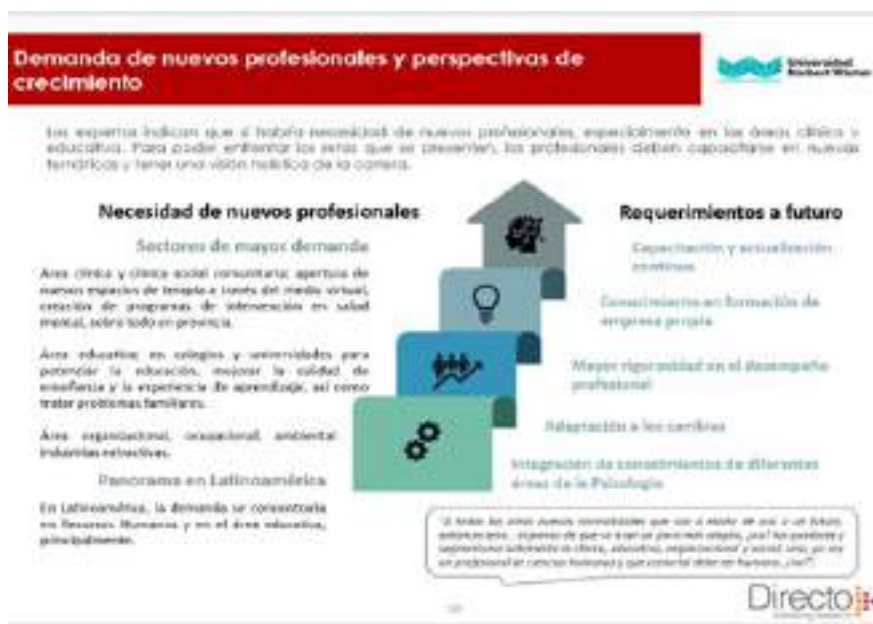 Demanda de nuevos profesionales y perspectivas de
crecimiento
Universidad
Norbert Wiener
Los expertos indican que sí habría necesidad de nuevos profesionales, especialmente en las áreas clínica y
educativa. Para poder enfrentar los retos que se presenten, los profesionales deben capacitarse en nuevas
temáticas y tener una visión holística de la carrera.
Necesidad de nuevos profesionales
Sectores de mayor demanda
Área clínica y clínica social comunitaria: apertura de
nuevos espacios de terapia a través del medio virtual,
creación de programas de intervención en salud
mental, sobre todo en provincia.
Área educativa: en colegios y universidades para
potenciar la educación, mejorar la calidad de
enseñanza y la experiencia de aprendizaje, así como
tratar problemas familiares.
Área organizacional, ocupacional, ambiental:
industrias extractivas.
Panorama en Latinoamérica
En Latinoamérica, la demanda se concentraría
en Recursos Humanos y en el área educativa,
principalmente.
Requerimientos a futuro
Capacitación y actualización
continua
Conocimiento en formación de
empresa propia
Mayor rigurosidad en el desempeño
profesional
Adaptación a los cambios
Integración de conocimientos de diferentes
áreas de la Psicología
Directo